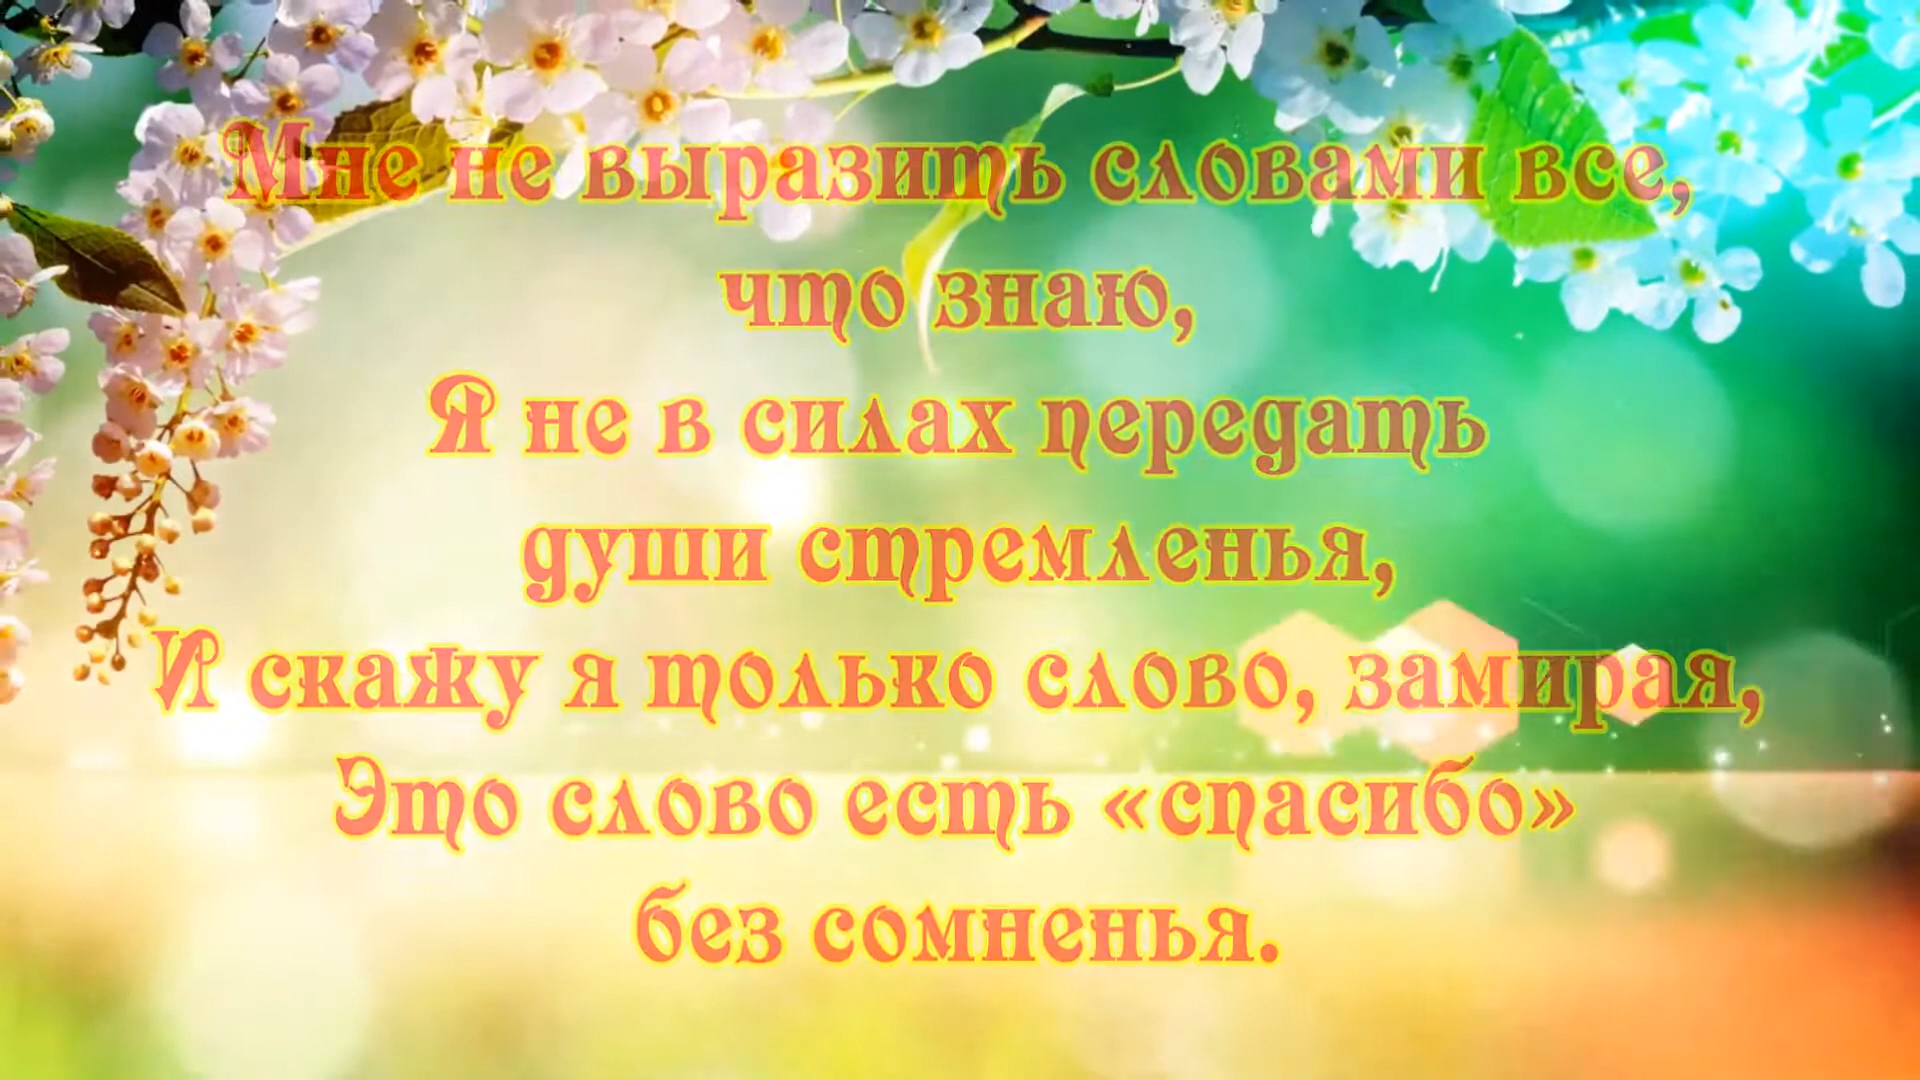 Мне не выразить словами все,
что знаю,
Я не в силах передать
души стремленья,
И скажу я только слово, замирая,
Это слово есть «спасибо»
без сомненья.